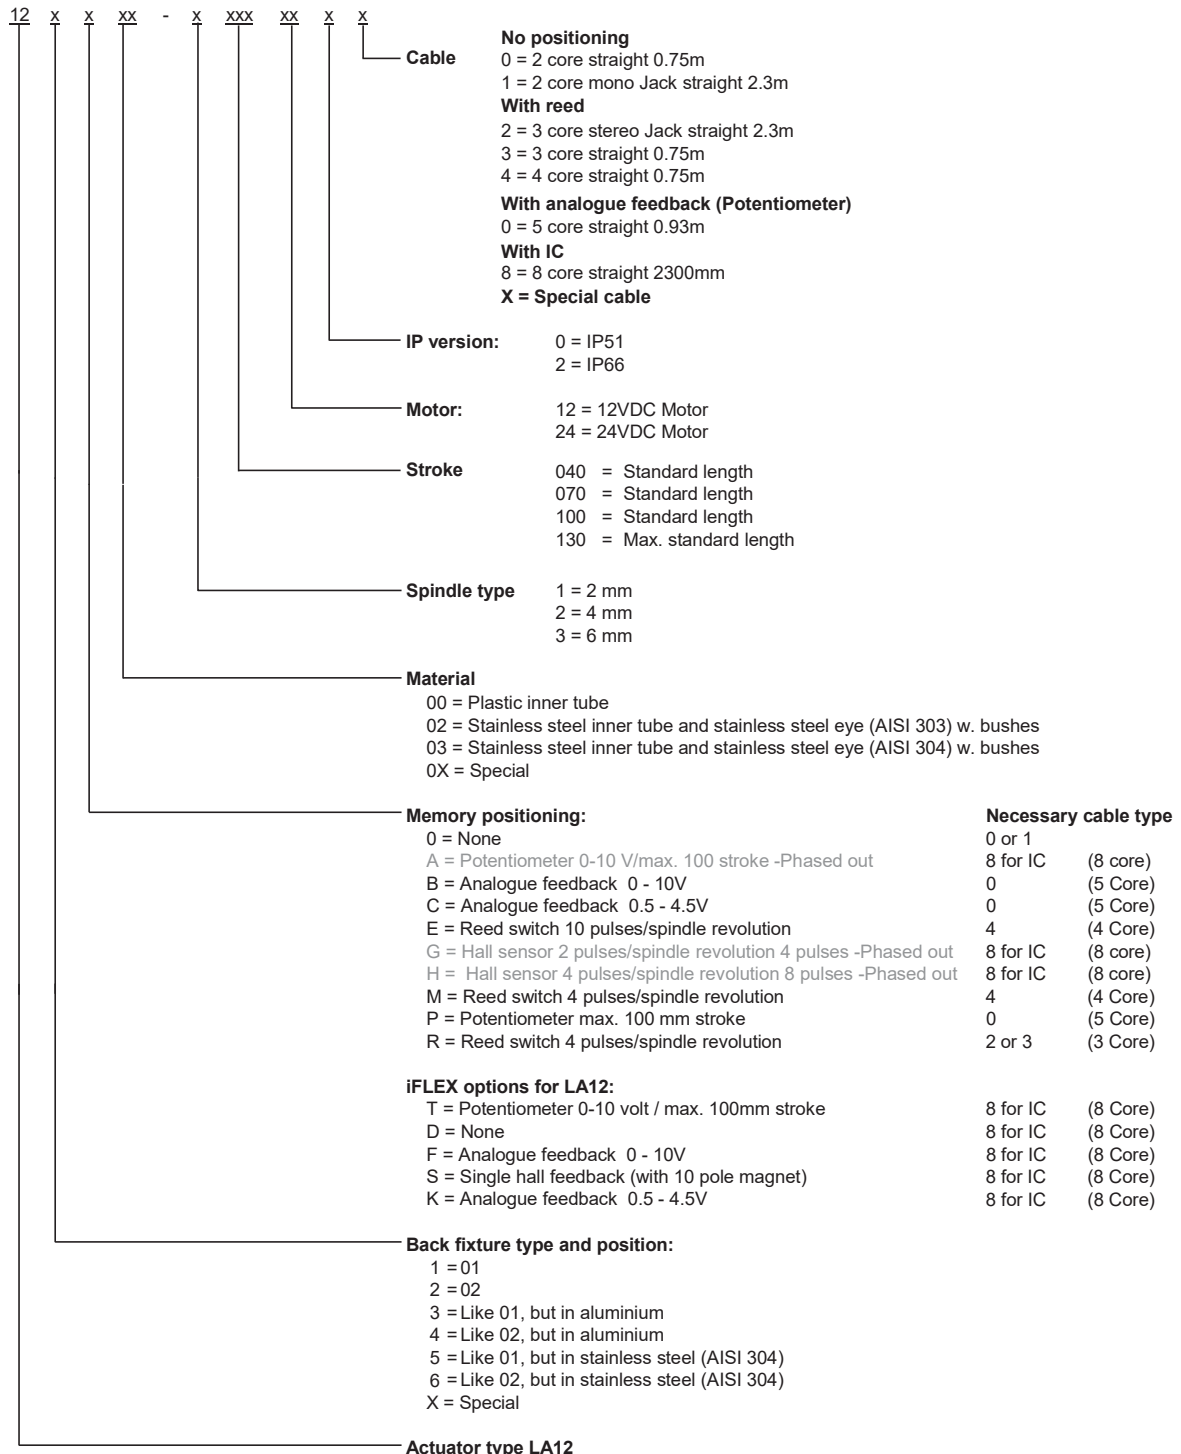 12 x x xx - x xxx xx x x
Cable No positioning
0 = 2 core straight 0.75m
1 = 2 core mono Jack straight 2.3m
With reed
2 = 3 core stereo Jack straight 2.3m
3 = 3 core straight 0.75m
4 = 4 core straight 0.75m
With analogue feedback (Potentiometer)
0 = 5 core straight 0.93m
With IC
8 = 8 core straight 2300mm
X = Special cable
IP version: 0 = IP51
2 = IP66
Motor: 12 = 12VDC Motor
24 = 24VDC Motor
Stroke 040 = Standard length
070 = Standard length
100 = Standard length
130 = Max. standard length
Spindle type 1 = 2 mm
2 = 4 mm
3 = 6 mm
Material
00 = Plastic inner tube
02 = Stainless steel inner tube and stainless steel eye (AISI 303) w. bushes
03 = Stainless steel inner tube and stainless steel eye (AISI 304) w. bushes
0X = Special
Memory positioning: Necessary cable type
0 = None 0 or 1
A = Potentiometer 0-10 V/max. 100 stroke -Phased out 8 for IC (8 core)
B = Analogue feedback 0 - 10V 0 (5 Core)
C = Analogue feedback 0.5 - 4.5V 0 (5 Core)
E = Reed switch 10 pulses/spindle revolution 4 (4 Core)
G = Hall sensor 2 pulses/spindle revolution 4 pulses -Phased out 8 for IC (8 core)
H = Hall sensor 4 pulses/spindle revolution 8 pulses -Phased out 8 for IC (8 core)
M = Reed switch 4 pulses/spindle revolution 4 (4 Core)
P = Potentiometer max. 100 mm stroke 0 (5 Core)
R = Reed switch 4 pulses/spindle revolution 2 or 3 (3 Core)
iFLEX options for LA12:
T = Potentiometer 0-10 volt / max. 100mm stroke 8 for IC (8 Core)
D = None 8 for IC (8 Core)
F = Analogue feedback 0 - 10V 8 for IC (8 Core)
S = Single hall feedback (with 10 pole magnet) 8 for IC (8 Core)
K = Analogue feedback 0.5 - 4.5V 8 for IC (8 Core)
Back fixture type and position:
1 = 01
2 = 02
3 = Like 01, but in aluminium
4 = Like 02, but in aluminium
5 = Like 01, but in stainless steel (AISI 304)
6 = Like 02, but in stainless steel (AISI 304)
X = Special
Actuator type LA12